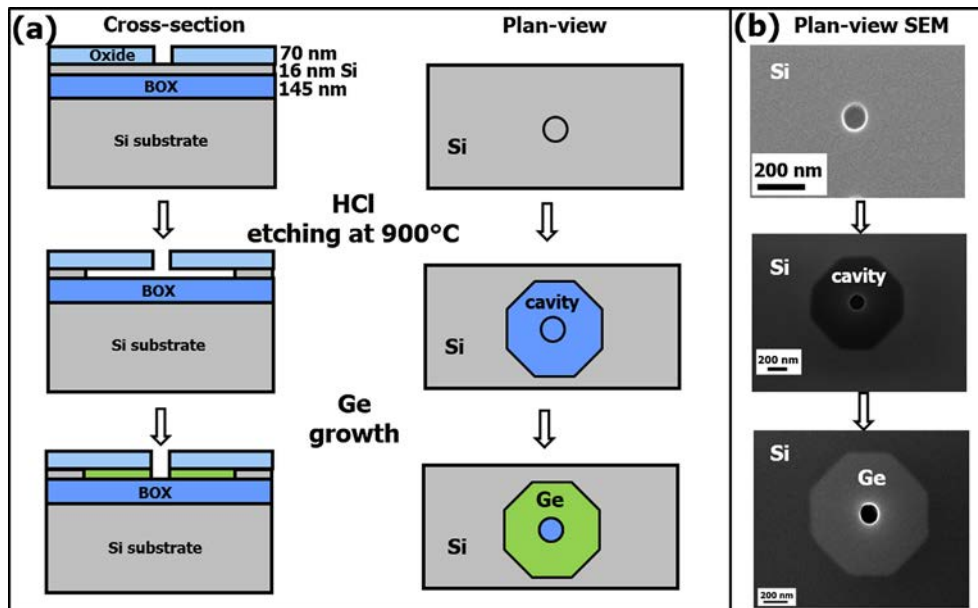 (a)
Cross-section
Plan-view
Oxide
70 nm
16 nm Si
BOX
145 nm
Si substrate
Si
HCl
etching at 900°C
BOX
Si substrate
cavity
Si
Ge
growth
BOX
Si substrate
Ge
Si
(b)
Plan-view SEM
Si
200 nm
Si
cavity
200 nm
Si
Ge
200 nm